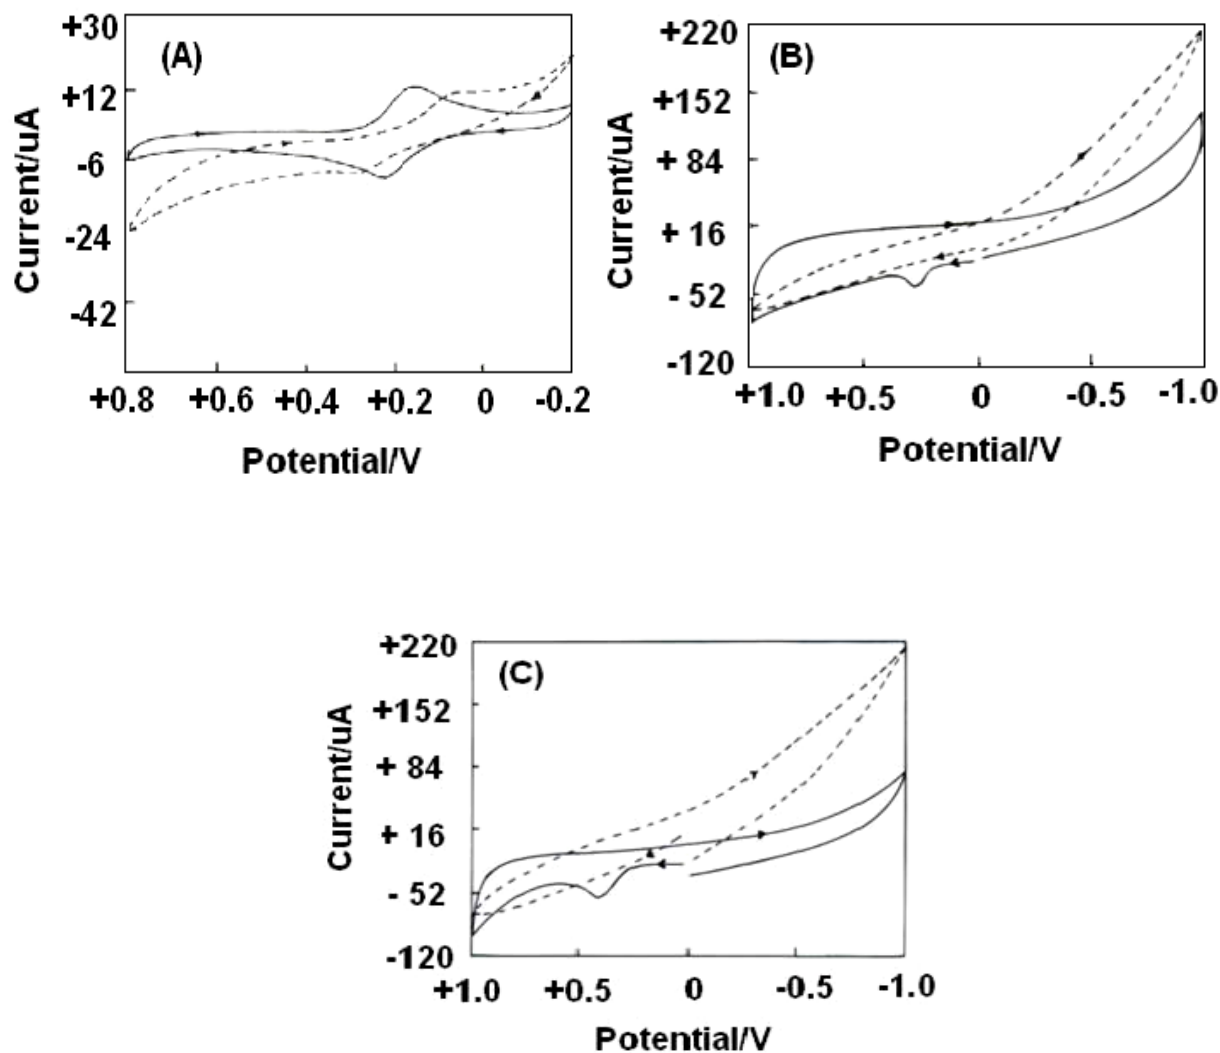 (A)
+30
+12
-6
-24
-42
Current/uA
+0.8 +0.6 +0.4 +0.2 0 -0.2
Potential/V
(B)
+220
+152
+ 84
+ 16
- 52
-120
Current/uA
+1.0 +0.5 0 -0.5 -1.0
Potential/V
(C)
+220
+152
+ 84
+ 16
- 52
-120
Current/uA
+1.0 +0.5 0 -0.5 -1.0
Potential/V